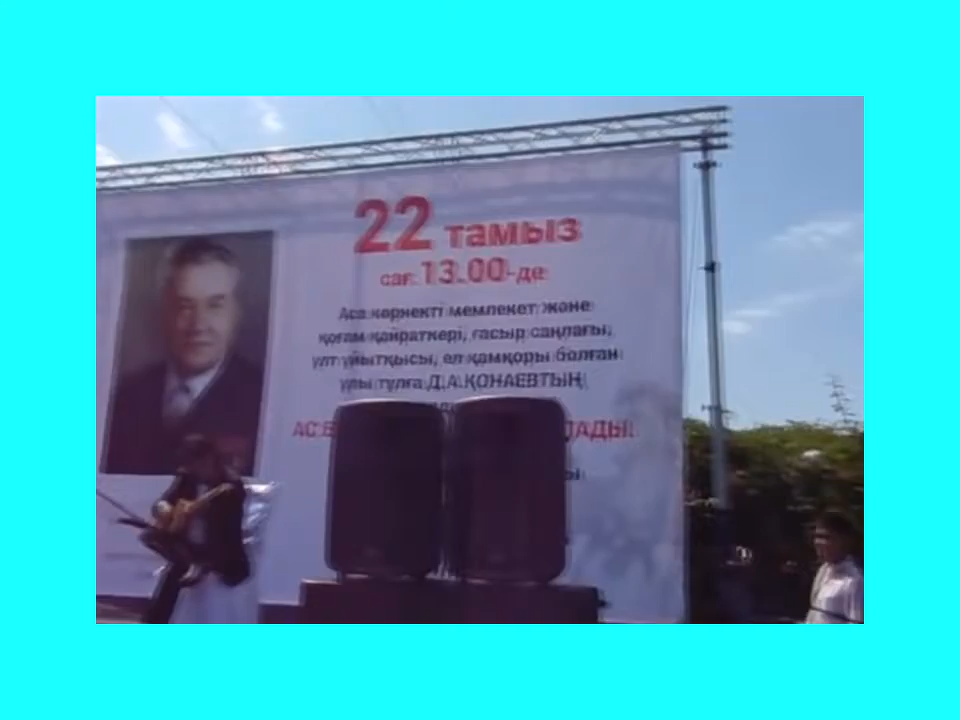 22 тамыз
сағ. 13.00-де
Аса көрнекті мемлекет және
қоғам қайраткері, ғасыр саңлағы,
ұлт ұйытқысы, ел қамқоры болған
ұлы тұлға Д.А.ҚОНАЕВТЫҢ